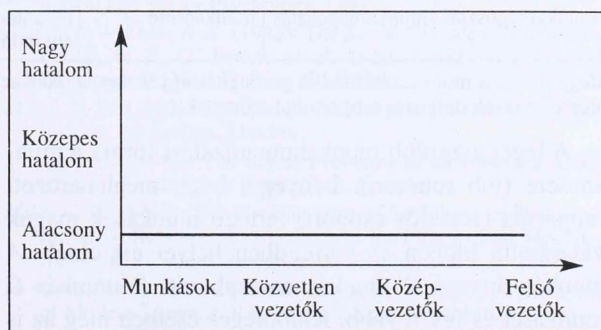 Nagy
hatalom
Közepes
hatalom
Alacsony
hatalom
Munkások Közvetlen Közép- Felső
vezetők vezetők vezetők